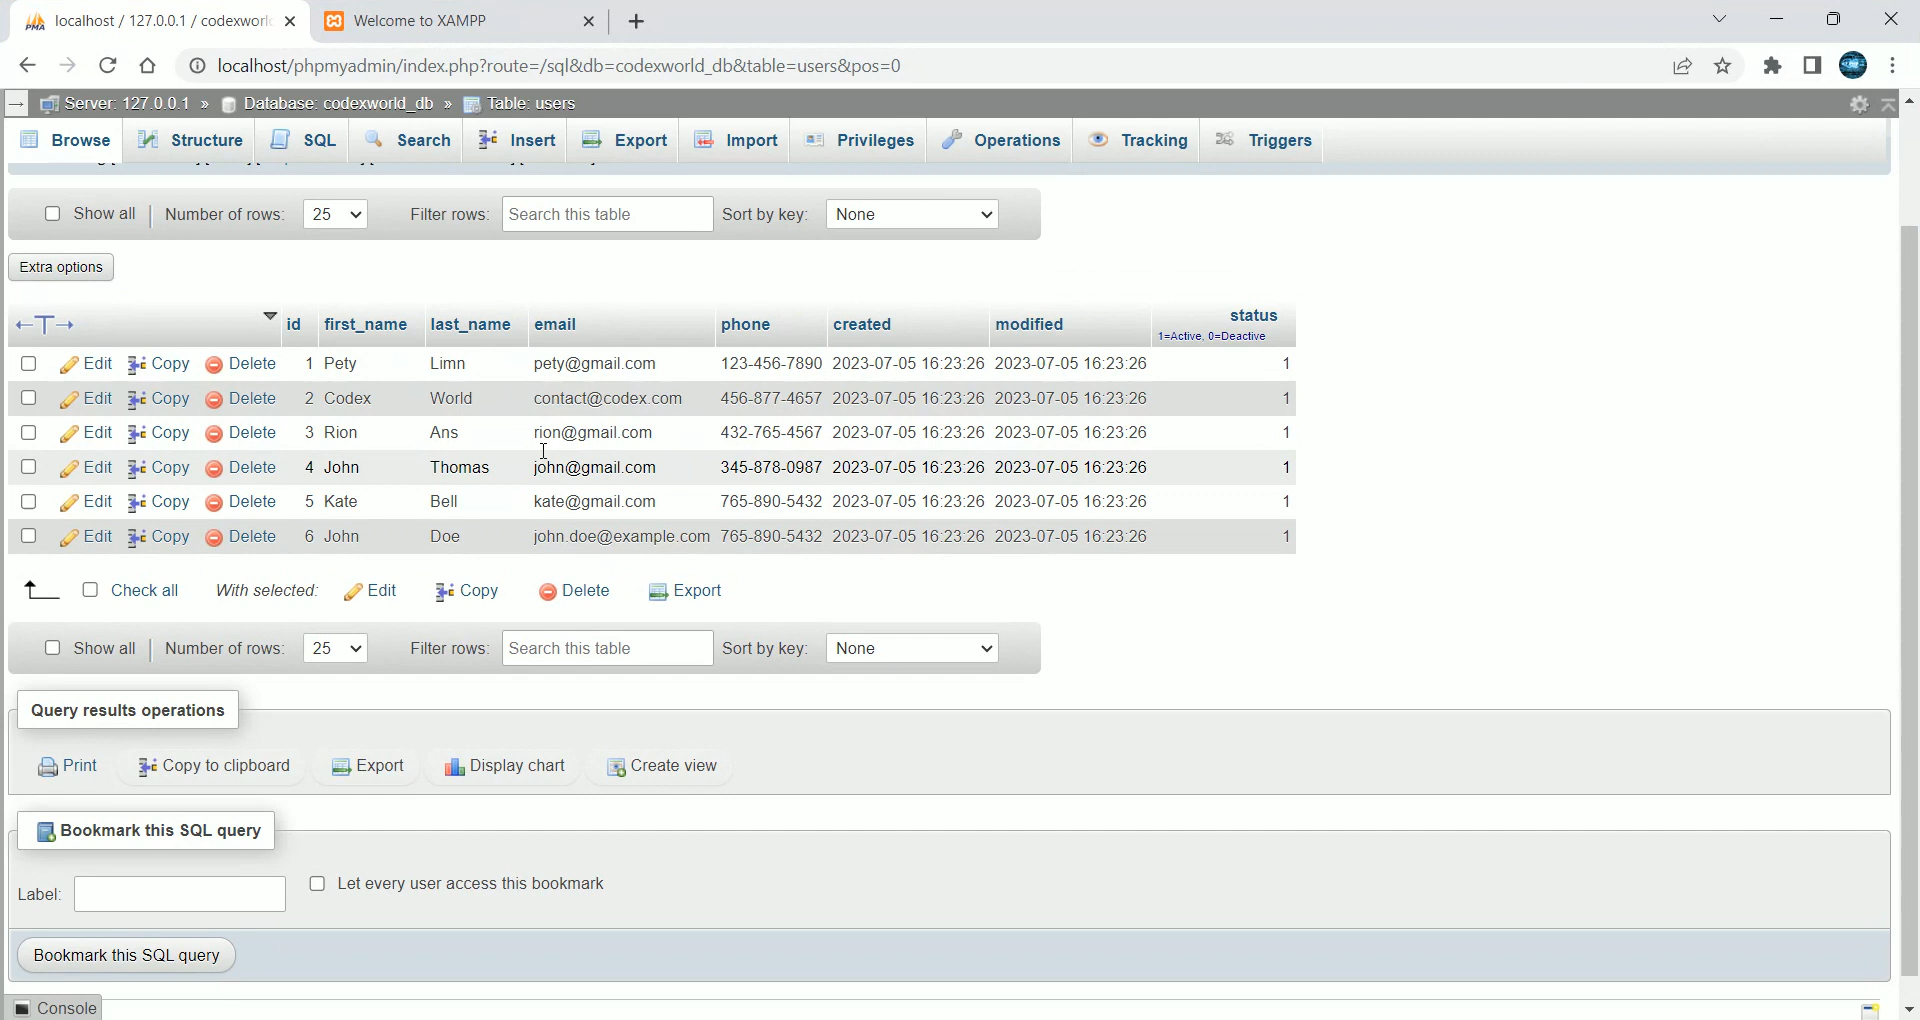 localhost / 127.0.0.1 / codexworl
Welcome to XAMPP
localhost/phpmyadmin/index.php?route=/sql&db=codexworld_db&table=users&pos=0
Server: 127.0.0.1 » Database: codexworld_db » Table: users
Browse Structure SQL Search Insert Export Import Privileges Operations Tracking Triggers
Show all Number of rows: 25 Filter rows: Search this table Sort by key: None
Extra options
←T→ id first_name last_name email phone created modified status
1=Active, 0=Deactive
Edit Copy Delete 1 Pety Limn pety@gmail.com 123-456-7890 2023-07-05 16:23:26 2023-07-05 16:23:26 1
Edit Copy Delete 2 Codex World contact@codex.com 456-877-4657 2023-07-05 16:23:26 2023-07-05 16:23:26 1
Edit Copy Delete 3 Rion Ans rion@gmail.com 432-765-4567 2023-07-05 16:23:26 2023-07-05 16:23:26 1
Edit Copy Delete 4 John Thomas john@gmail.com 345-878-0987 2023-07-05 16:23:26 2023-07-05 16:23:26 1
Edit Copy Delete 5 Kate Bell kate@gmail.com 765-890-5432 2023-07-05 16:23:26 2023-07-05 16:23:26 1
Edit Copy Delete 6 John Doe john.doe@example.com 765-890-5432 2023-07-05 16:23:26 2023-07-05 16:23:26 1
Check all With selected: Edit Copy Delete Export
Show all Number of rows: 25 Filter rows: Search this table Sort by key: None
Query results operations
Print Copy to clipboard Export Display chart Create view
Bookmark this SQL query
Label: Let every user access this bookmark
Bookmark this SQL query
Console